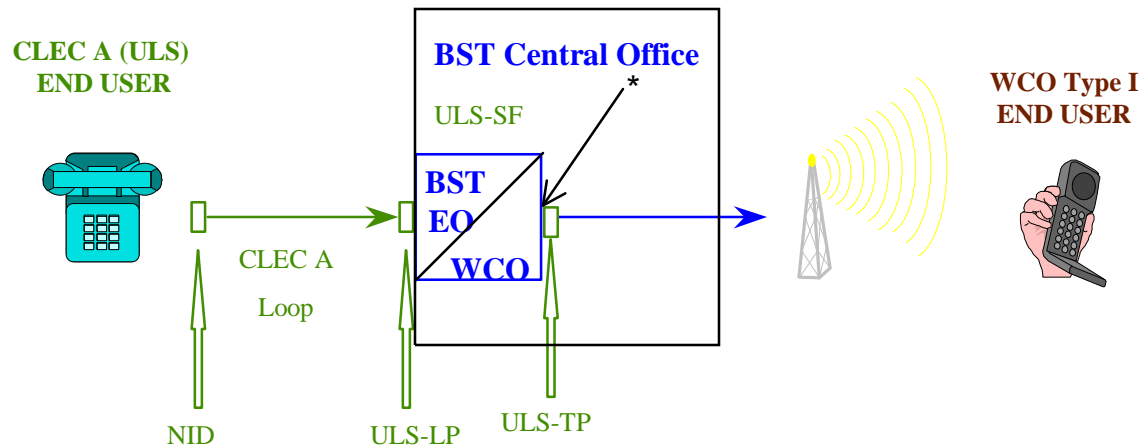 CLEC A (ULS)
END USER
BST Central Office
*
ULS-SF
WCO Type I
END USER
BST
EO
WCO
CLEC A
Loop
NID
ULS-LP
ULS-TP